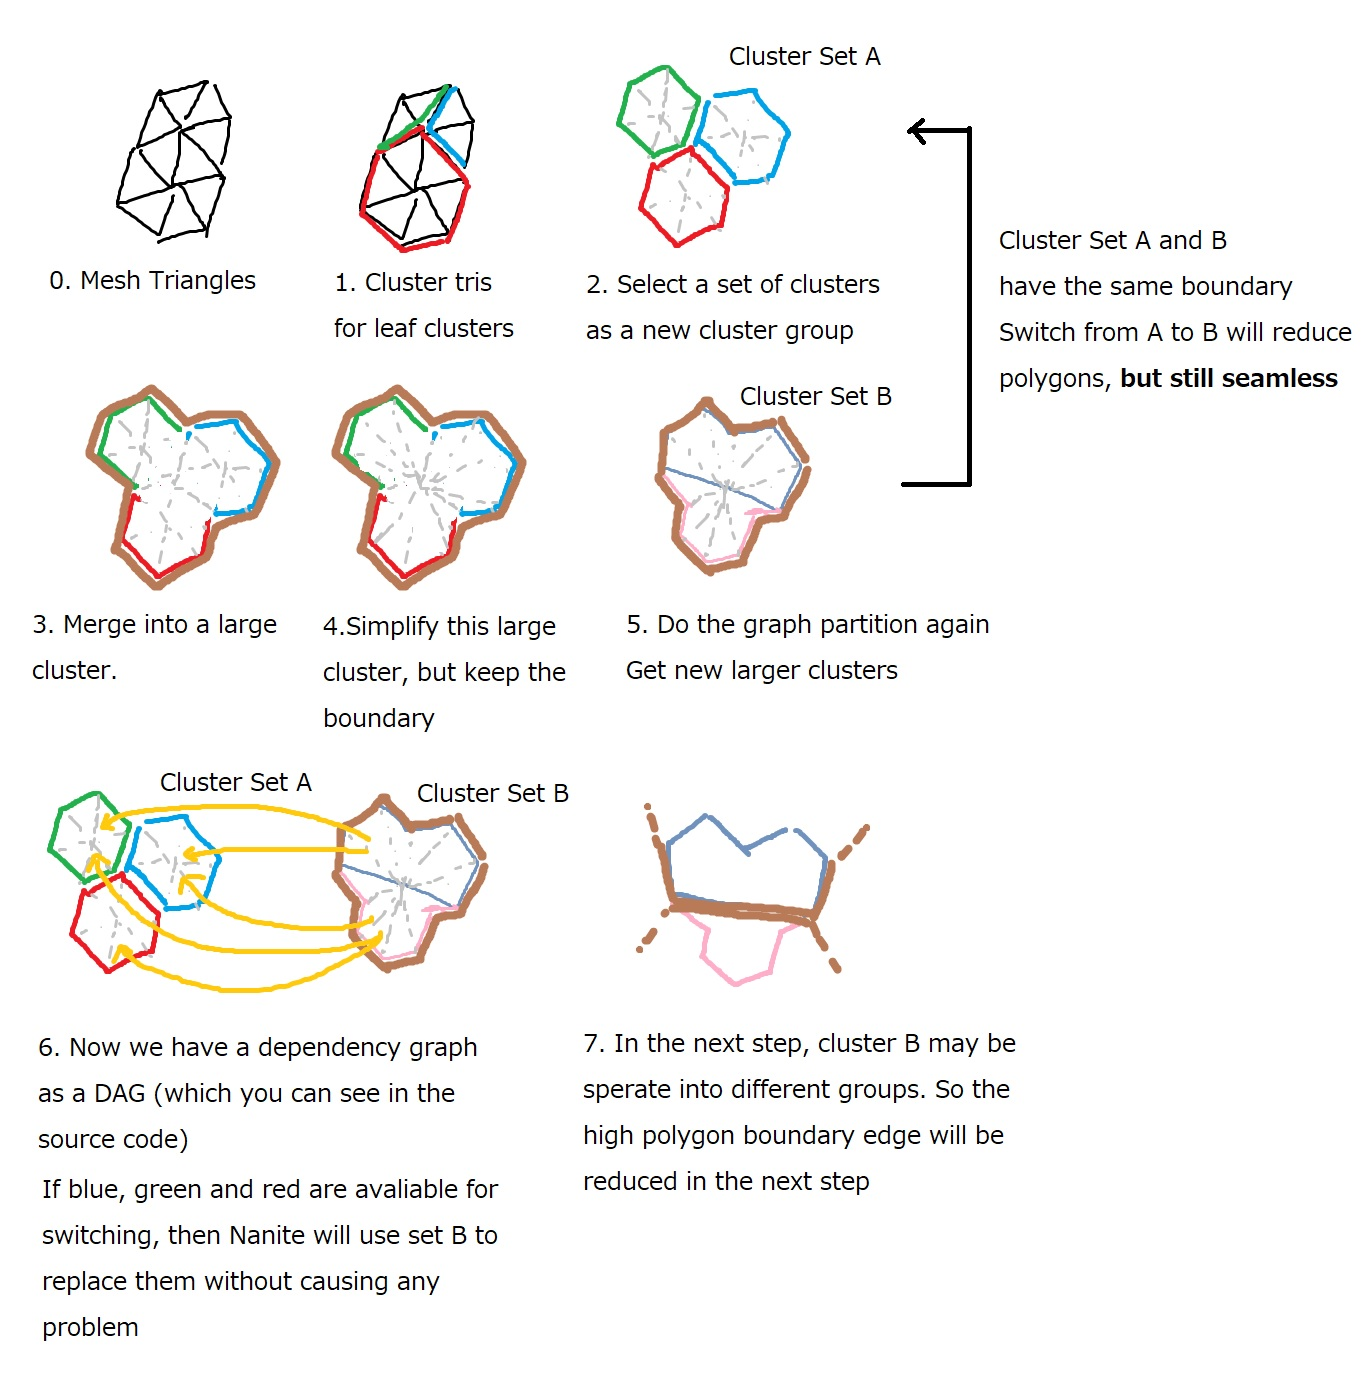 Cluster Set A
0. Mesh Triangles
1. Cluster tris
for leaf clusters
2. Select a set of clusters
as a new cluster group
Cluster Set A and B
have the same boundary
Switch from A to B will reduce
polygons, but still seamless
Cluster Set B
3. Merge into a large
cluster.
4.Simplify this large
cluster, but keep the
boundary
5. Do the graph partition again
Get new larger clusters
Cluster Set A
Cluster Set B
6. Now we have a dependency graph
as a DAG (which you can see in the
source code)
If blue, green and red are avaliable for
switching, then Nanite will use set B to
replace them without causing any
problem
7. In the next step, cluster B may be
sperate into different groups. So the
high polygon boundary edge will be
reduced in the next step